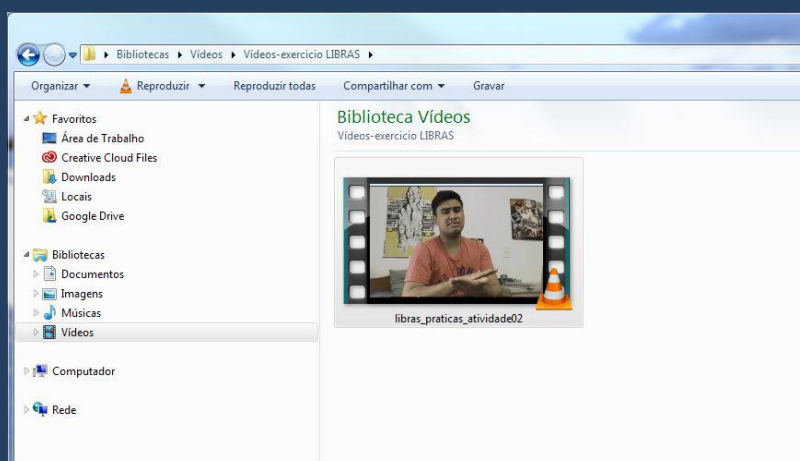 Bibliotecas ▸ Vídeos ▸ Vídeos-exercicio LIBRAS ▸
Organizar Reproduzir Reproduzir todas Compartilhar com Gravar
Favoritos
Área de Trabalho
Creative Cloud Files
Downloads
Locais
Google Drive
Bibliotecas
Documentos
Imagens
Músicas
Vídeos
Computador
Rede
Biblioteca Vídeos
Vídeos-exercicio LIBRAS
libras_praticas_atividade02